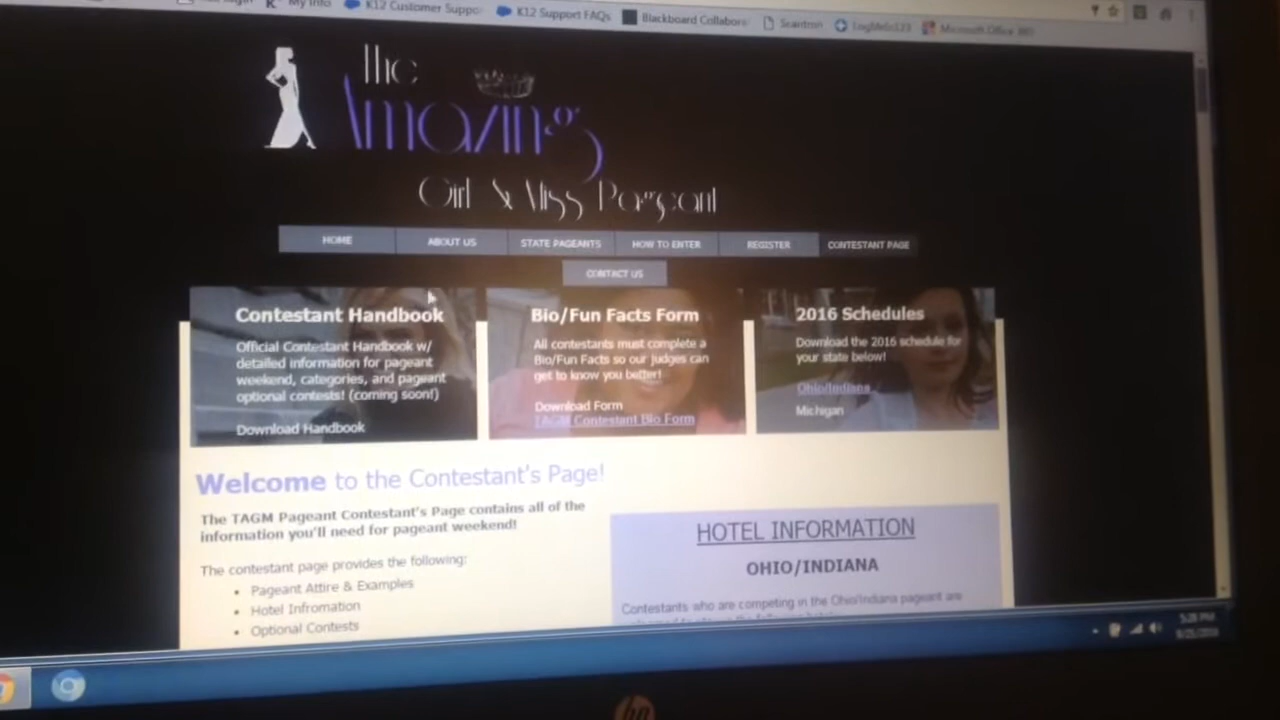 My Info
K12 Customer Suppo
K12 Support FAQs
Blackboard Collabora
Scantron
LogMeIn123
Microsoft Office 365
The
Amazing
Girl & Miss Pageant
HOME
ABOUT US
STATE PAGEANTS
HOW TO ENTER
REGISTER
CONTESTANT PAGE
CONTACT US
Contestant Handbook
Official Contestant Handbook w/
detailed information for pageant
weekend, categories, and pageant
optional contests! (coming soon!)
Download Handbook
Bio/Fun Facts Form
All contestants must complete a
Bio/Fun Facts so our judges can
get to know you better!
Download Form
TAGM Contestant Bio Form
2016 Schedules
Download the 2016 schedule for
your state below!
Ohio/Indiana
Michigan
Welcome to the Contestant's Page!
The TAGM Pageant Contestant's Page contains all of the
information you'll need for pageant weekend!
The contestant page provides the following:
• Pageant Attire & Examples
• Hotel Infromation
• Optional Contests
HOTEL INFORMATION
OHIO/INDIANA
Contestants who are competing in the Ohio/Indiana pageant are
5:28 PM
hp